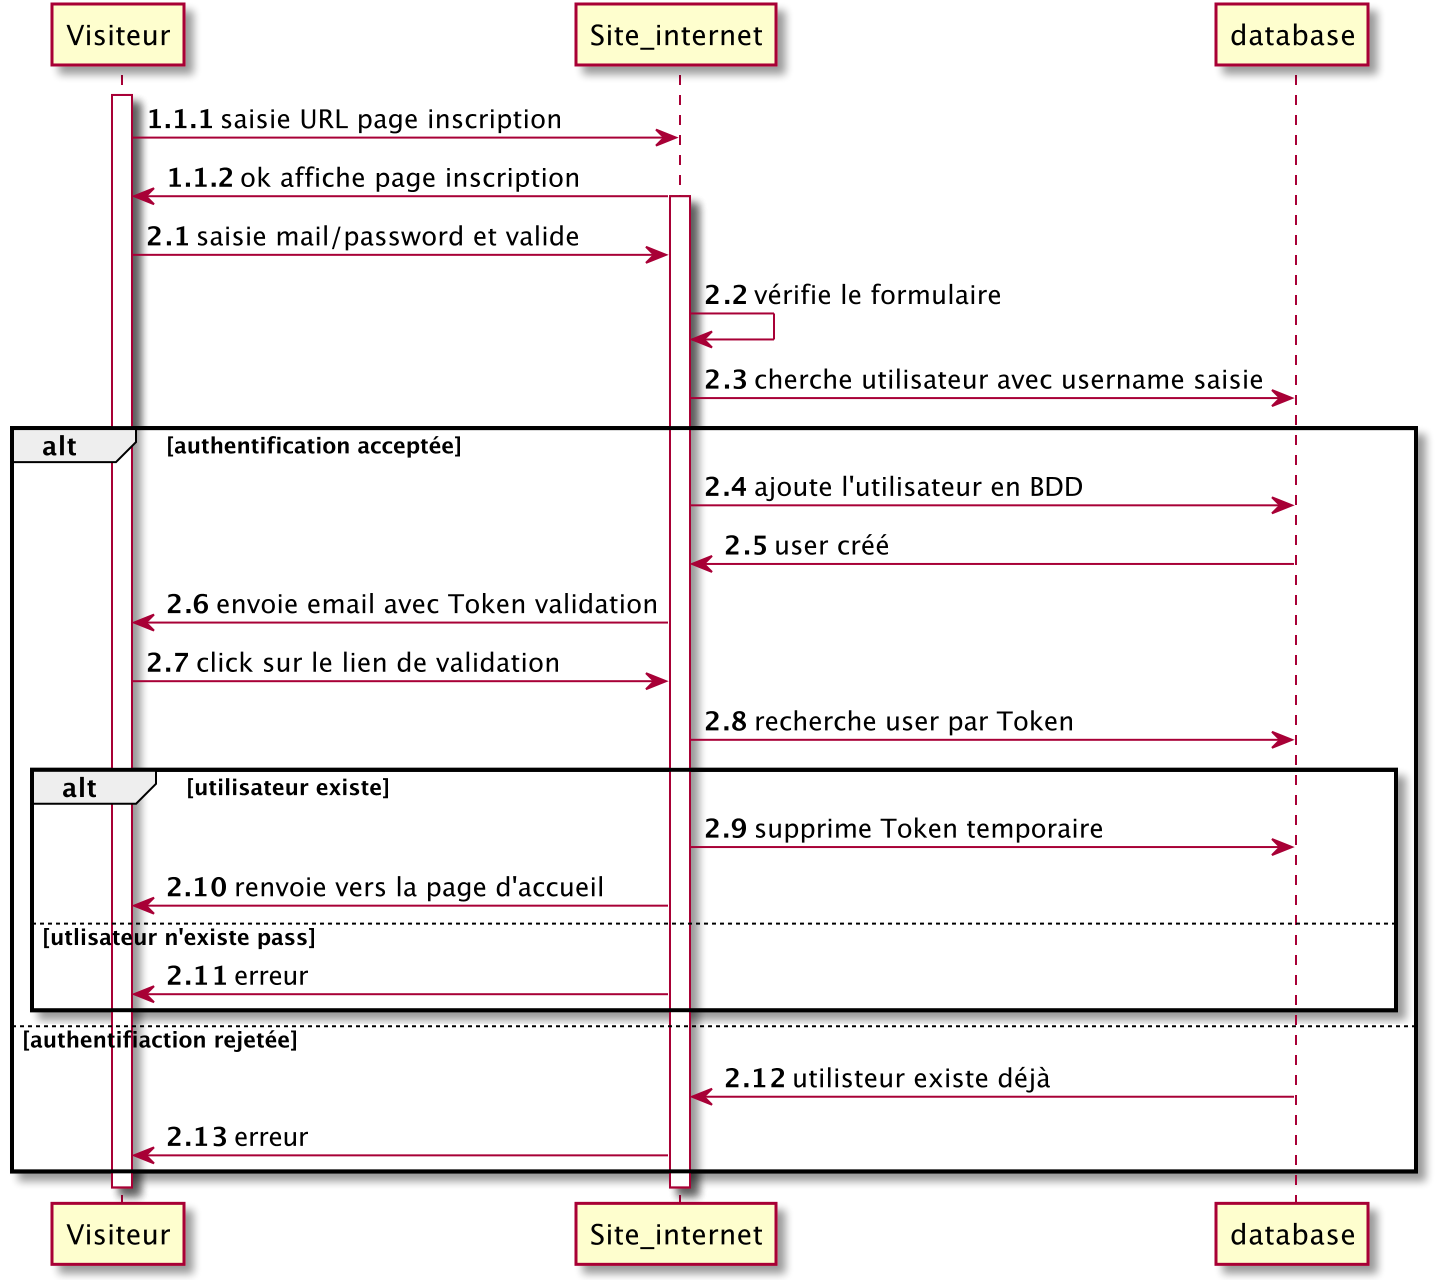 Visiteur Site_internet database
1.1.1 saisie URL page inscription
1.1.2 ok affiche page inscription
2.1 saisie mail/password et valide
2.2 vérifie le formulaire
2.3 cherche utilisateur avec username saisie
alt [authentification acceptée]
2.4 ajoute l'utilisateur en BDD
2.5 user créé
2.6 envoie email avec Token validation
2.7 click sur le lien de validation
2.8 recherche user par Token
alt [utilisateur existe]
2.9 supprime Token temporaire
2.10 renvoie vers la page d'accueil
[utlisateur n'existe pass]
2.11 erreur
[authentifiaction rejetée]
2.12 utilisteur existe déjà
2.13 erreur
Visiteur Site_internet database